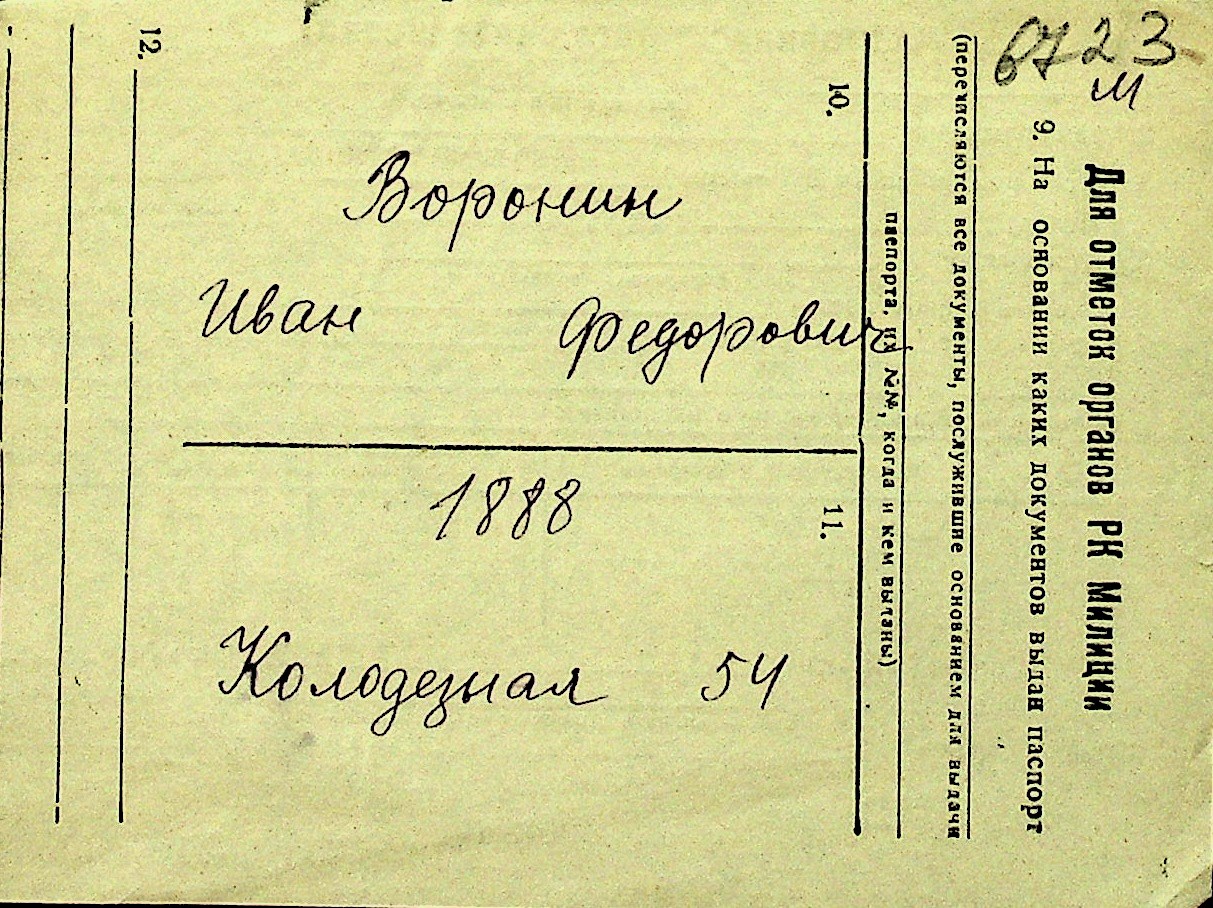 6723
м
Воронин
Иван Федорович
1888
Колодезная 54
Для отметок органов РК Милиции
9. На основании каких документов выдан паспорт
(перечисляются все документы, послужившие основанием для выдачи
паспорта, их №№, когда и кем выданы)
10.
11.
12.